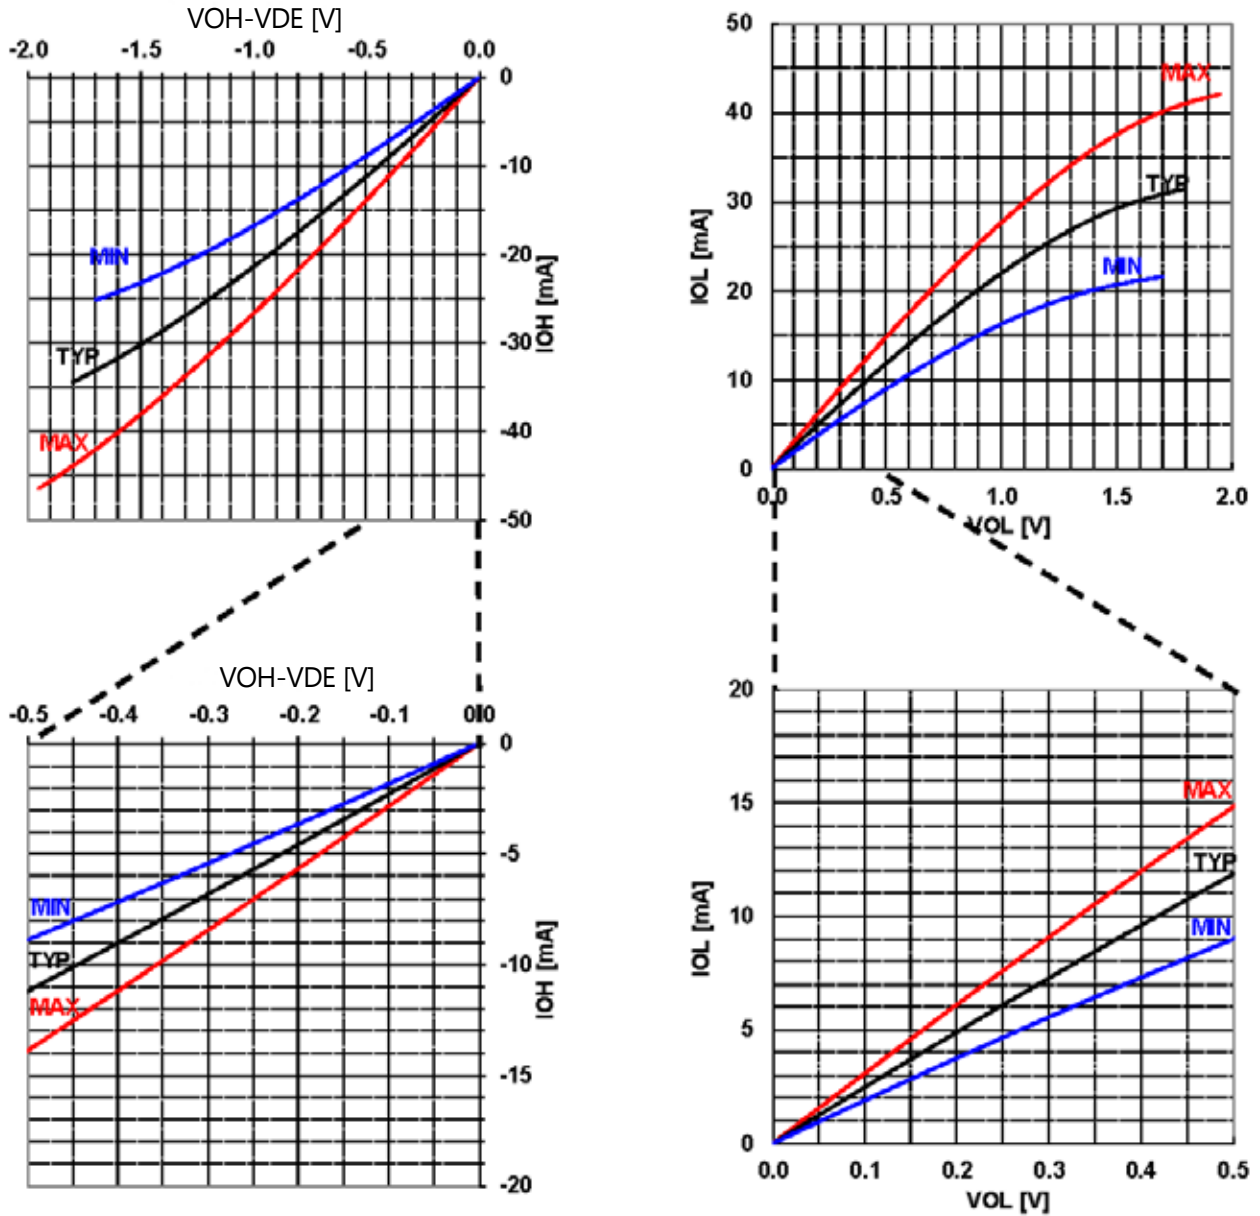 VOH-VDE [V]
-2.0 -1.5 -1.0 -0.5 0.0
0
-10
-20
-30
-40
-50
IOH [mA]
MIN
TYP
MAX
50
40
30
20
10
0
IOL [mA]
MAX
TYP
MIN
0.0 0.5 1.0 1.5 2.0
VOL [V]
VOH-VDE [V]
-0.5 -0.4 -0.3 -0.2 -0.1 0.0
0
-5
-10
-15
-20
IOH [mA]
MIN
TYP
MAX
20
15
10
5
0
IOL [mA]
MAX
TYP
MIN
0.0 0.1 0.2 0.3 0.4 0.5
VOL [V]